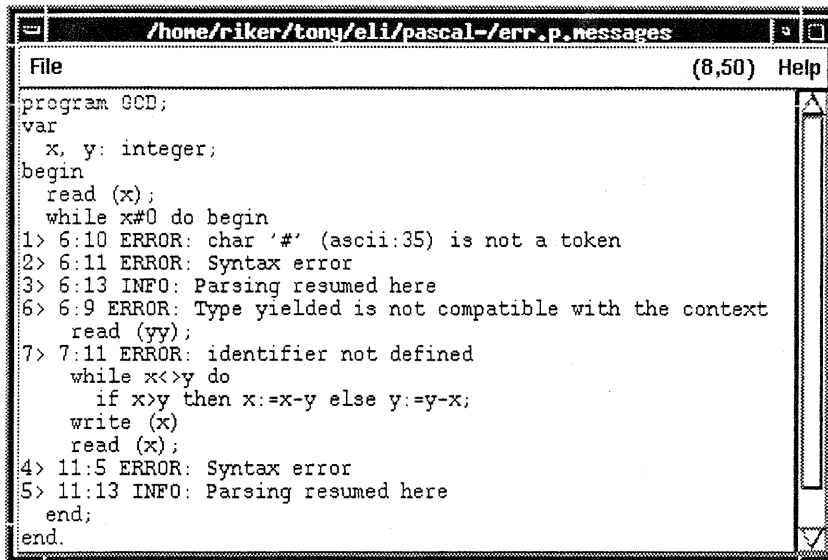 /home/riker/tony/eli/pascal-/err.p.messages
File (8,50) Help
program GCD;
var
  x, y: integer;
begin
  read (x);
  while x#0 do begin
1> 6:10 ERROR: char '#' (ascii:35) is not a token
2> 6:11 ERROR: Syntax error
3> 6:13 INFO: Parsing resumed here
6> 6:9 ERROR: Type yielded is not compatible with the context
    read (yy);
7> 7:11 ERROR: identifier not defined
    while x<>y do
      if x>y then x:=x-y else y:=y-x;
    write (x)
    read (x);
4> 11:5 ERROR: Syntax error
5> 11:13 INFO: Parsing resumed here
  end;
end.